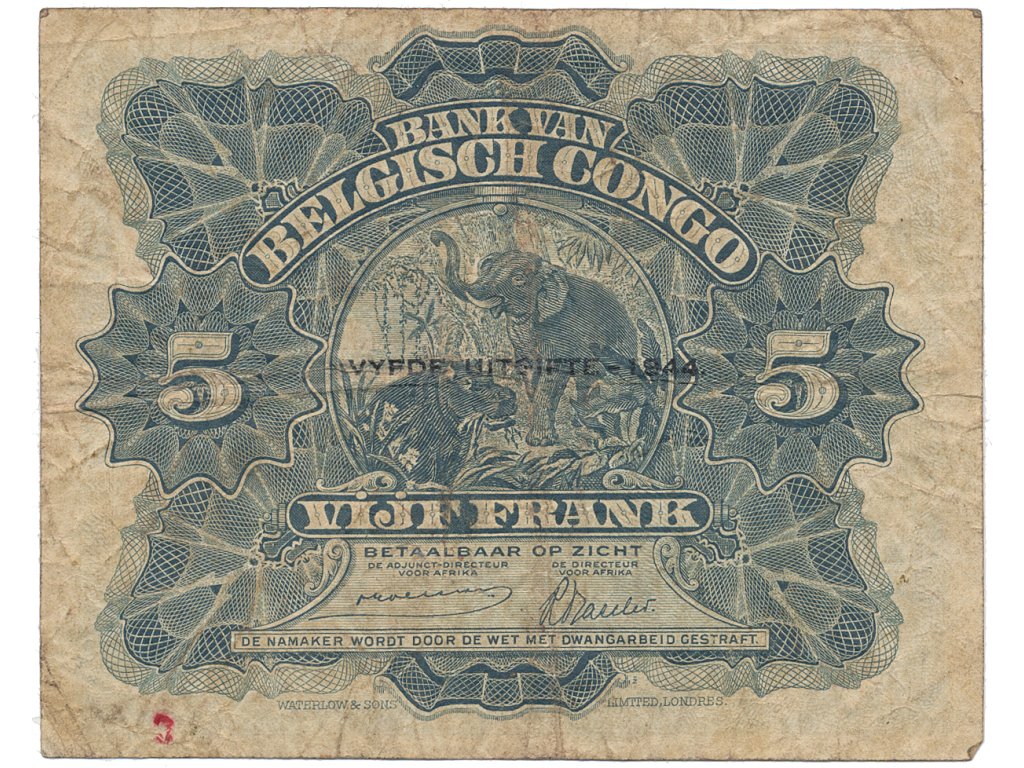 BANK VAN
BELGISCH CONGO
5 5
VYFDE UITGIFTE-1944.
VIJF FRANK
BETAALBAAR OP ZICHT
DE ADJUNCT-DIRECTEUR DE DIRECTEUR
VOOR AFRIKA VOOR AFRIKA
DE NAMAKER WORDT DOOR DE WET MET DWANGARBEID GESTRAFT.
WATERLOW & SONS LIMITED, LONDRES.
3